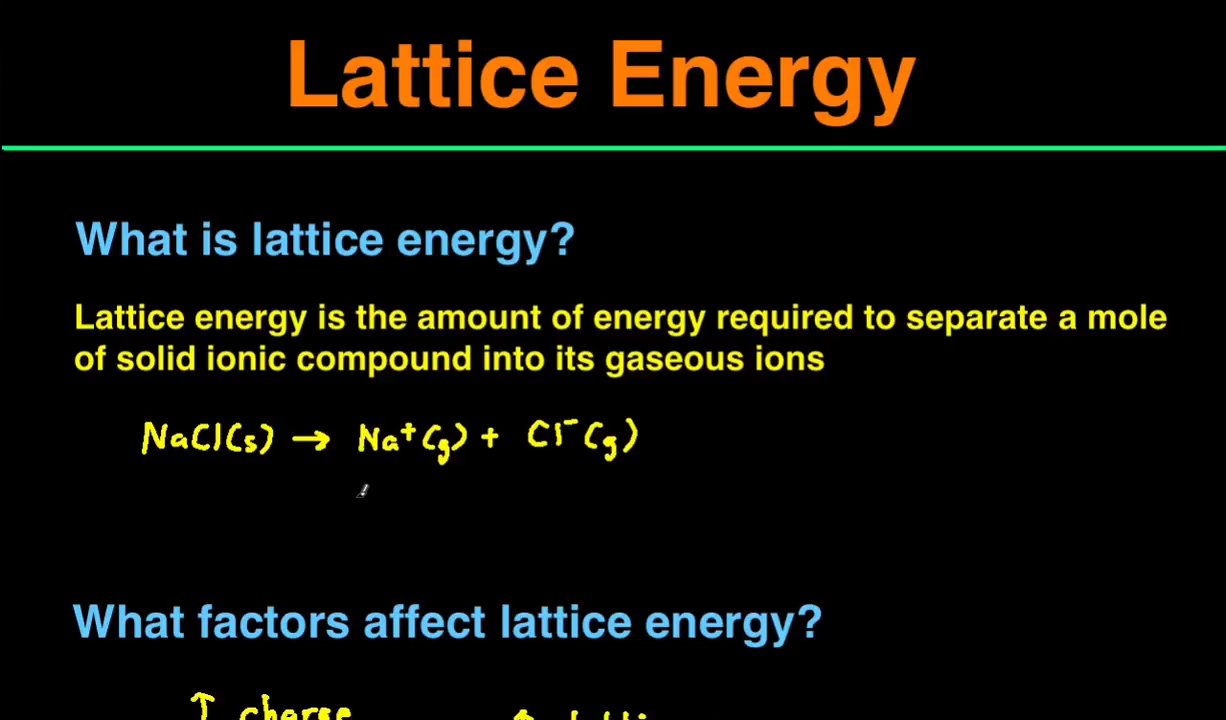 Lattice Energy
What is lattice energy?
Lattice energy is the amount of energy required to separate a mole
of solid ionic compound into its gaseous ions
NaCl(s) → Na⁺(g) + Cl⁻(g)
What factors affect lattice energy?
↑ charge ↑